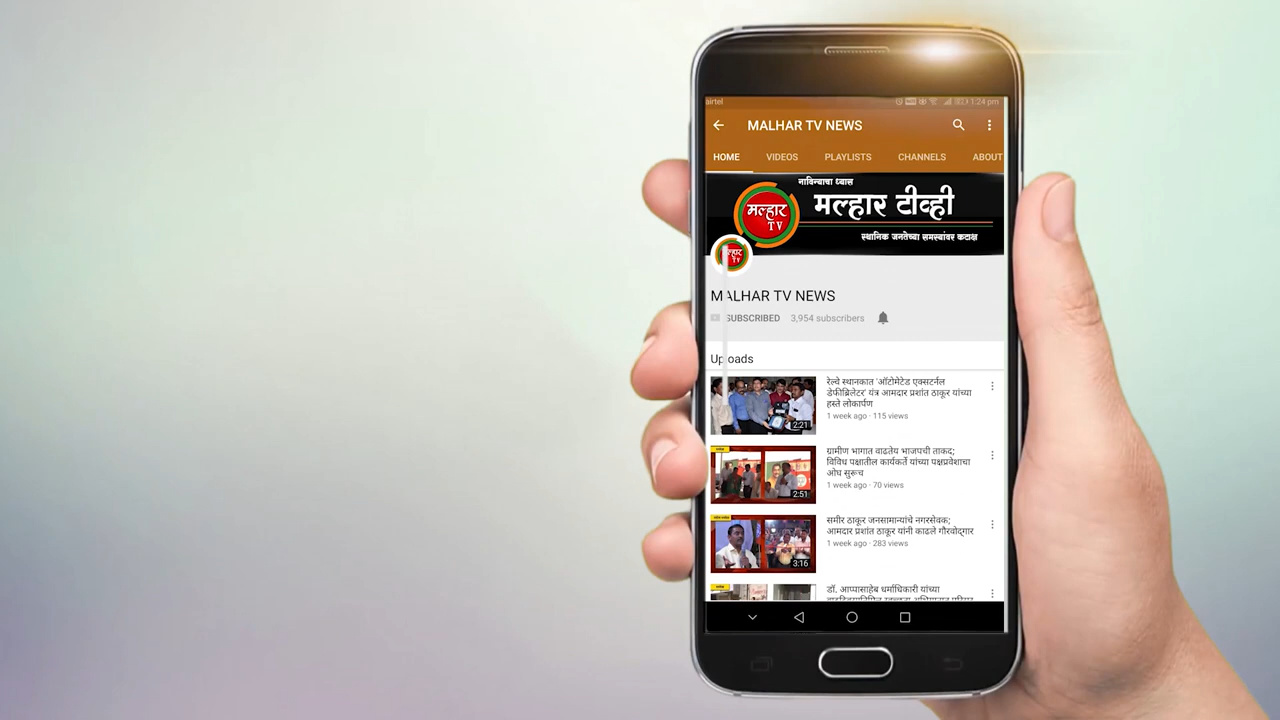 airtel 1:24 pm
MALHAR TV NEWS
HOME VIDEOS PLAYLISTS CHANNELS ABOUT
नाविन्याचा ध्यास
मल्हार टीव्ही
मल्हार
TV
स्थानिक जनतेच्या समस्यांवर कटाक्ष
मल्हार
TV
MALHAR TV NEWS
SUBSCRIBED 3,954 subscribers
Uploads
रेल्वे स्थानकात 'ऑटोमेटेड एक्सटर्नल
डेफीब्रिलेटर' यंत्र आमदार प्रशांत ठाकूर यांच्या
हस्ते लोकार्पण
1 week ago · 115 views
2:21
ग्रामीण भागात वाढतेय भाजपची ताकद;
विविध पक्षातील कार्यकर्ते यांच्या पक्षप्रवेशाचा
ओघ सुरूच
1 week ago · 70 views
2:51
समीर ठाकूर जनसामान्यांचे नगरसेवक;
आमदार प्रशांत ठाकूर यांनी काढले गौरवोद्गार
1 week ago · 283 views
3:16
डॉ. आप्पासाहेब धर्माधिकारी यांच्या